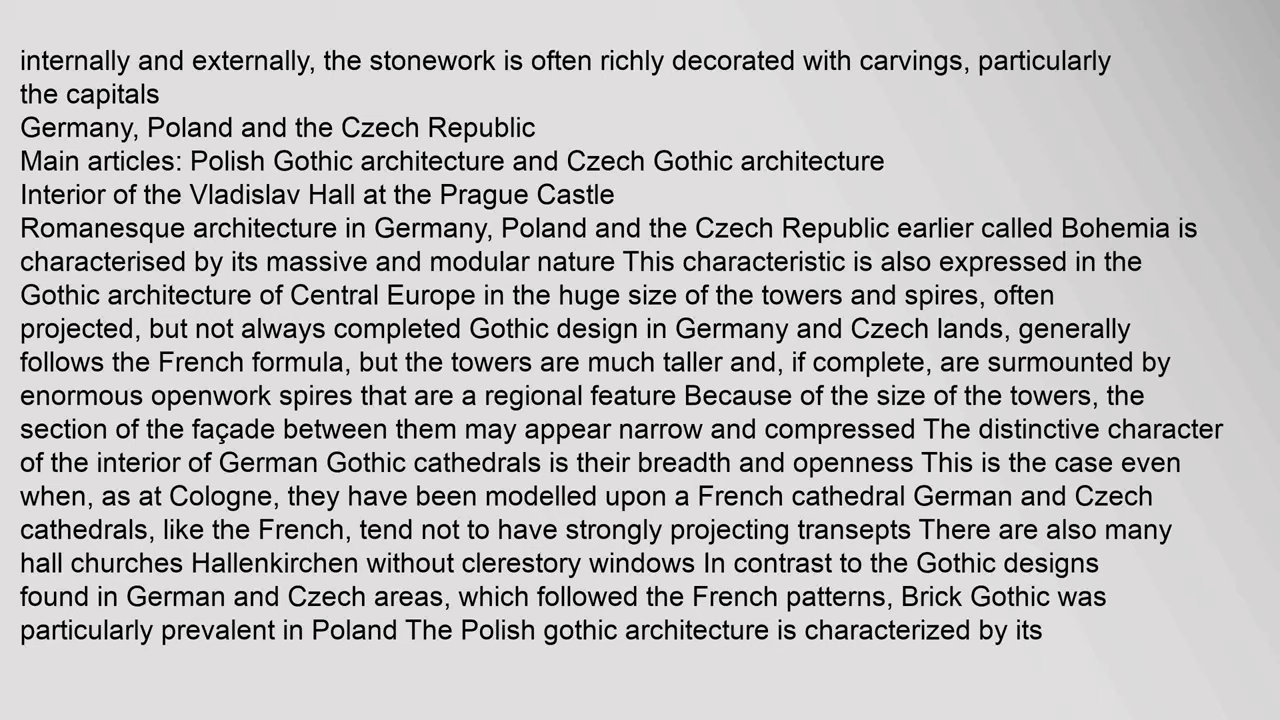 internally and externally, the stonework is often richly decorated with carvings, particularly
the capitals
Germany, Poland and the Czech Republic
Main articles: Polish Gothic architecture and Czech Gothic architecture
Interior of the Vladislav Hall at the Prague Castle
Romanesque architecture in Germany, Poland and the Czech Republic earlier called Bohemia is
characterised by its massive and modular nature This characteristic is also expressed in the
Gothic architecture of Central Europe in the huge size of the towers and spires, often
projected, but not always completed Gothic design in Germany and Czech lands, generally
follows the French formula, but the towers are much taller and, if complete, are surmounted by
enormous openwork spires that are a regional feature Because of the size of the towers, the
section of the façade between them may appear narrow and compressed The distinctive character
of the interior of German Gothic cathedrals is their breadth and openness This is the case even
when, as at Cologne, they have been modelled upon a French cathedral German and Czech
cathedrals, like the French, tend not to have strongly projecting transepts There are also many
hall churches Hallenkirchen without clerestory windows In contrast to the Gothic designs
found in German and Czech areas, which followed the French patterns, Brick Gothic was
particularly prevalent in Poland The Polish gothic architecture is characterized by its